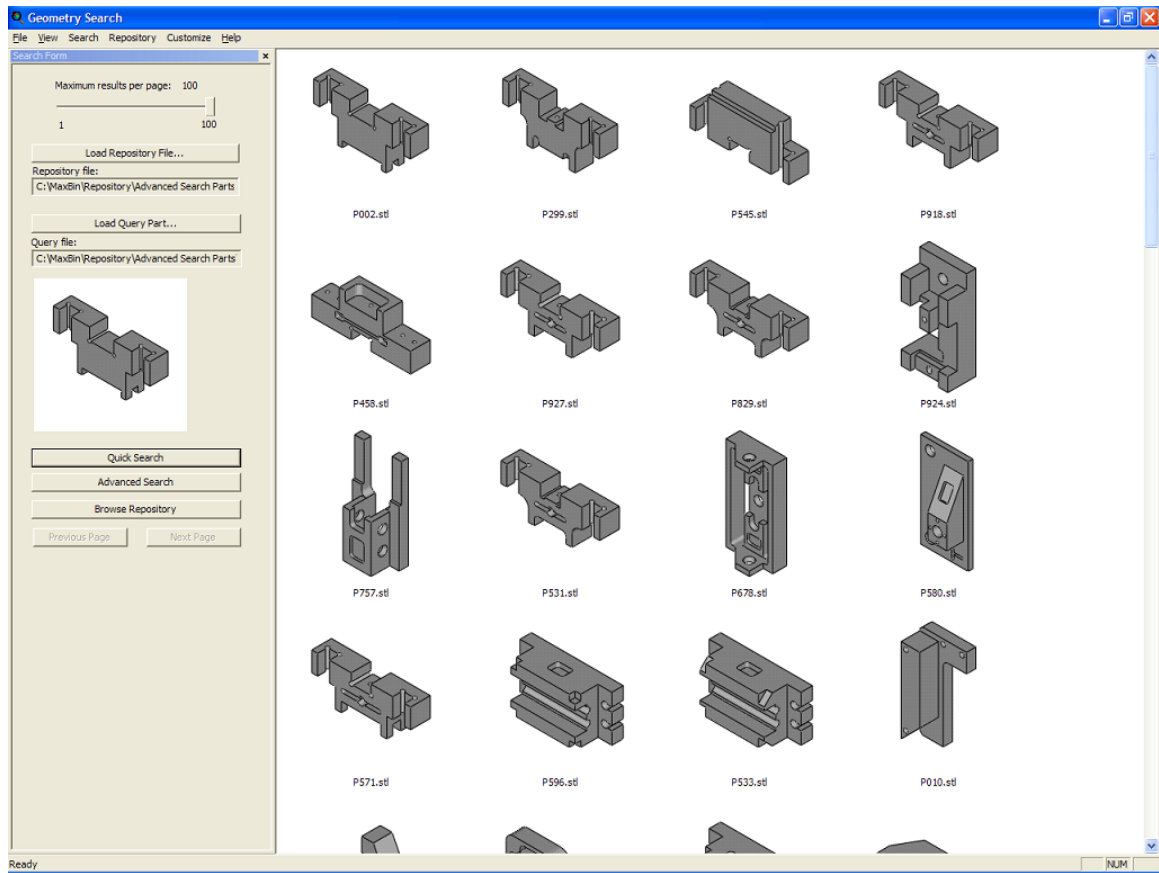 Geometry Search
File View Search Repository Customize Help
Search Form
Maximum results per page: 100
1 100
Load Repository File...
Repository file:
C:\MaxBin\Repository\Advanced Search Parts
Load Query Part...
Query file:
C:\MaxBin\Repository\Advanced Search Parts
Quick Search
Advanced Search
Browse Repository
Previous Page Next Page
P002.stl P299.stl P545.stl P918.stl
P458.stl P927.stl P829.stl P924.stl
P757.stl P531.stl P678.stl P580.stl
P571.stl P596.stl P533.stl P010.stl
Ready NUM